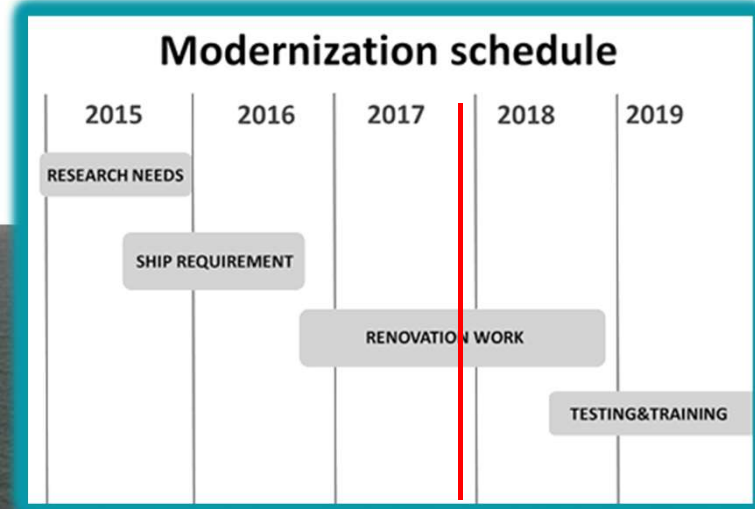 Modernization schedule
2015 2016 2017 2018 2019
RESEARCH NEEDS
SHIP REQUIREMENT
RENOVATION WORK
TESTING&TRAINING